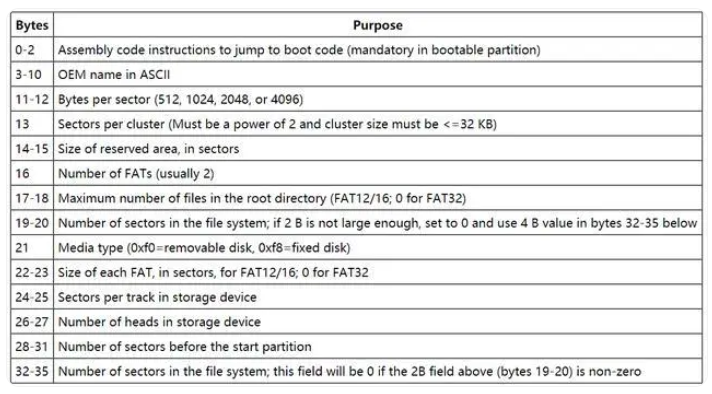 Bytes Purpose
0-2 Assembly code instructions to jump to boot code (mandatory in bootable partition)
3-10 OEM name in ASCII
11-12 Bytes per sector (512, 1024, 2048, or 4096)
13 Sectors per cluster (Must be a power of 2 and cluster size must be <=32 KB)
14-15 Size of reserved area, in sectors
16 Number of FATs (usually 2)
17-18 Maximum number of files in the root directory (FAT12/16; 0 for FAT32)
19-20 Number of sectors in the file system; if 2 B is not large enough, set to 0 and use 4 B value in bytes 32-35 below
21 Media type (0xf0=removable disk, 0xf8=fixed disk)
22-23 Size of each FAT, in sectors, for FAT12/16; 0 for FAT32
24-25 Sectors per track in storage device
26-27 Number of heads in storage device
28-31 Number of sectors before the start partition
32-35 Number of sectors in the file system; this field will be 0 if the 2B field above (bytes 19-20) is non-zero